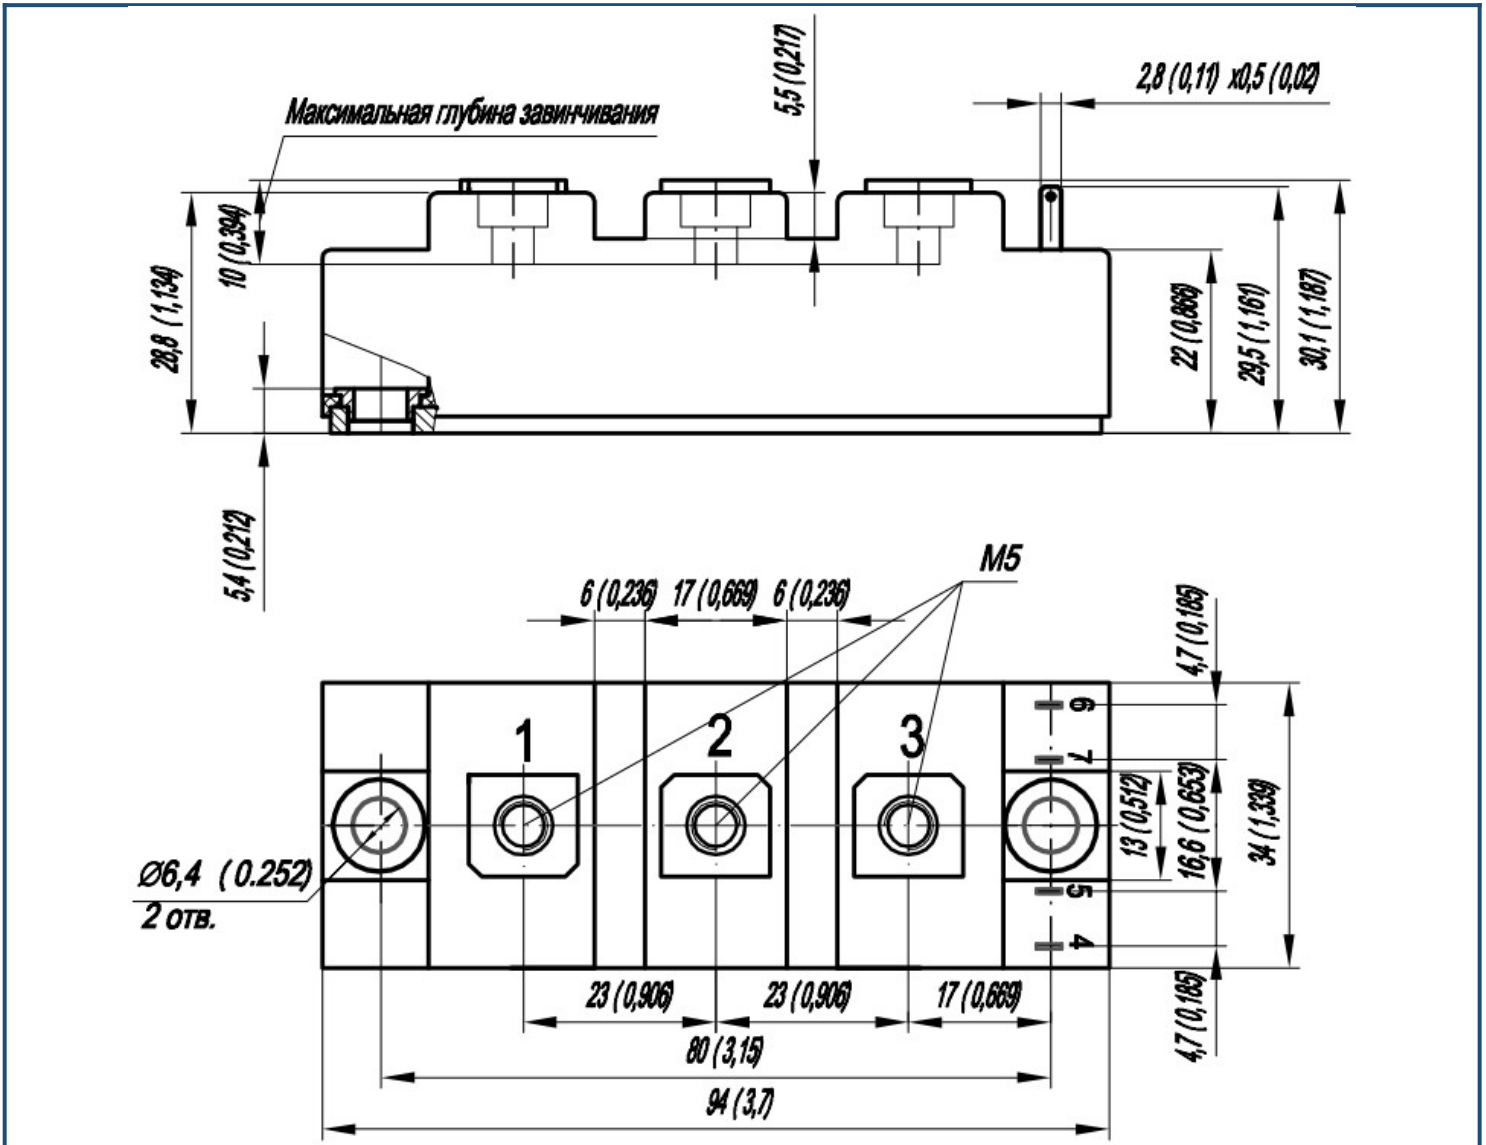 5,5 (0,217)
2,8 (0,11) x0,5 (0,02)
Максимальная глубина завинчивания
10 (0,394)
28,8 (1,134)
22 (0,866)
29,5 (1,161)
30,1 (1,187)
5,4 (0,212)
M5
6 (0,236) 17 (0,669) 6 (0,236)
4,7 (0,185)
1 2 3
6
7
13 (0,512)
16,6 (0,653)
34 (1,339)
Ø6,4 (0.252)
2 отв.
5
4
23 (0,906) 23 (0,906) 17 (0,669)
4,7 (0,185)
80 (3,15)
94 (3,7)